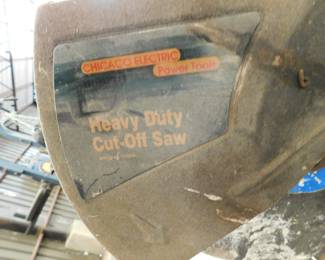 CHICAGO ELECTRIC
Power Tools
Heavy Duty
Cut-Off Saw